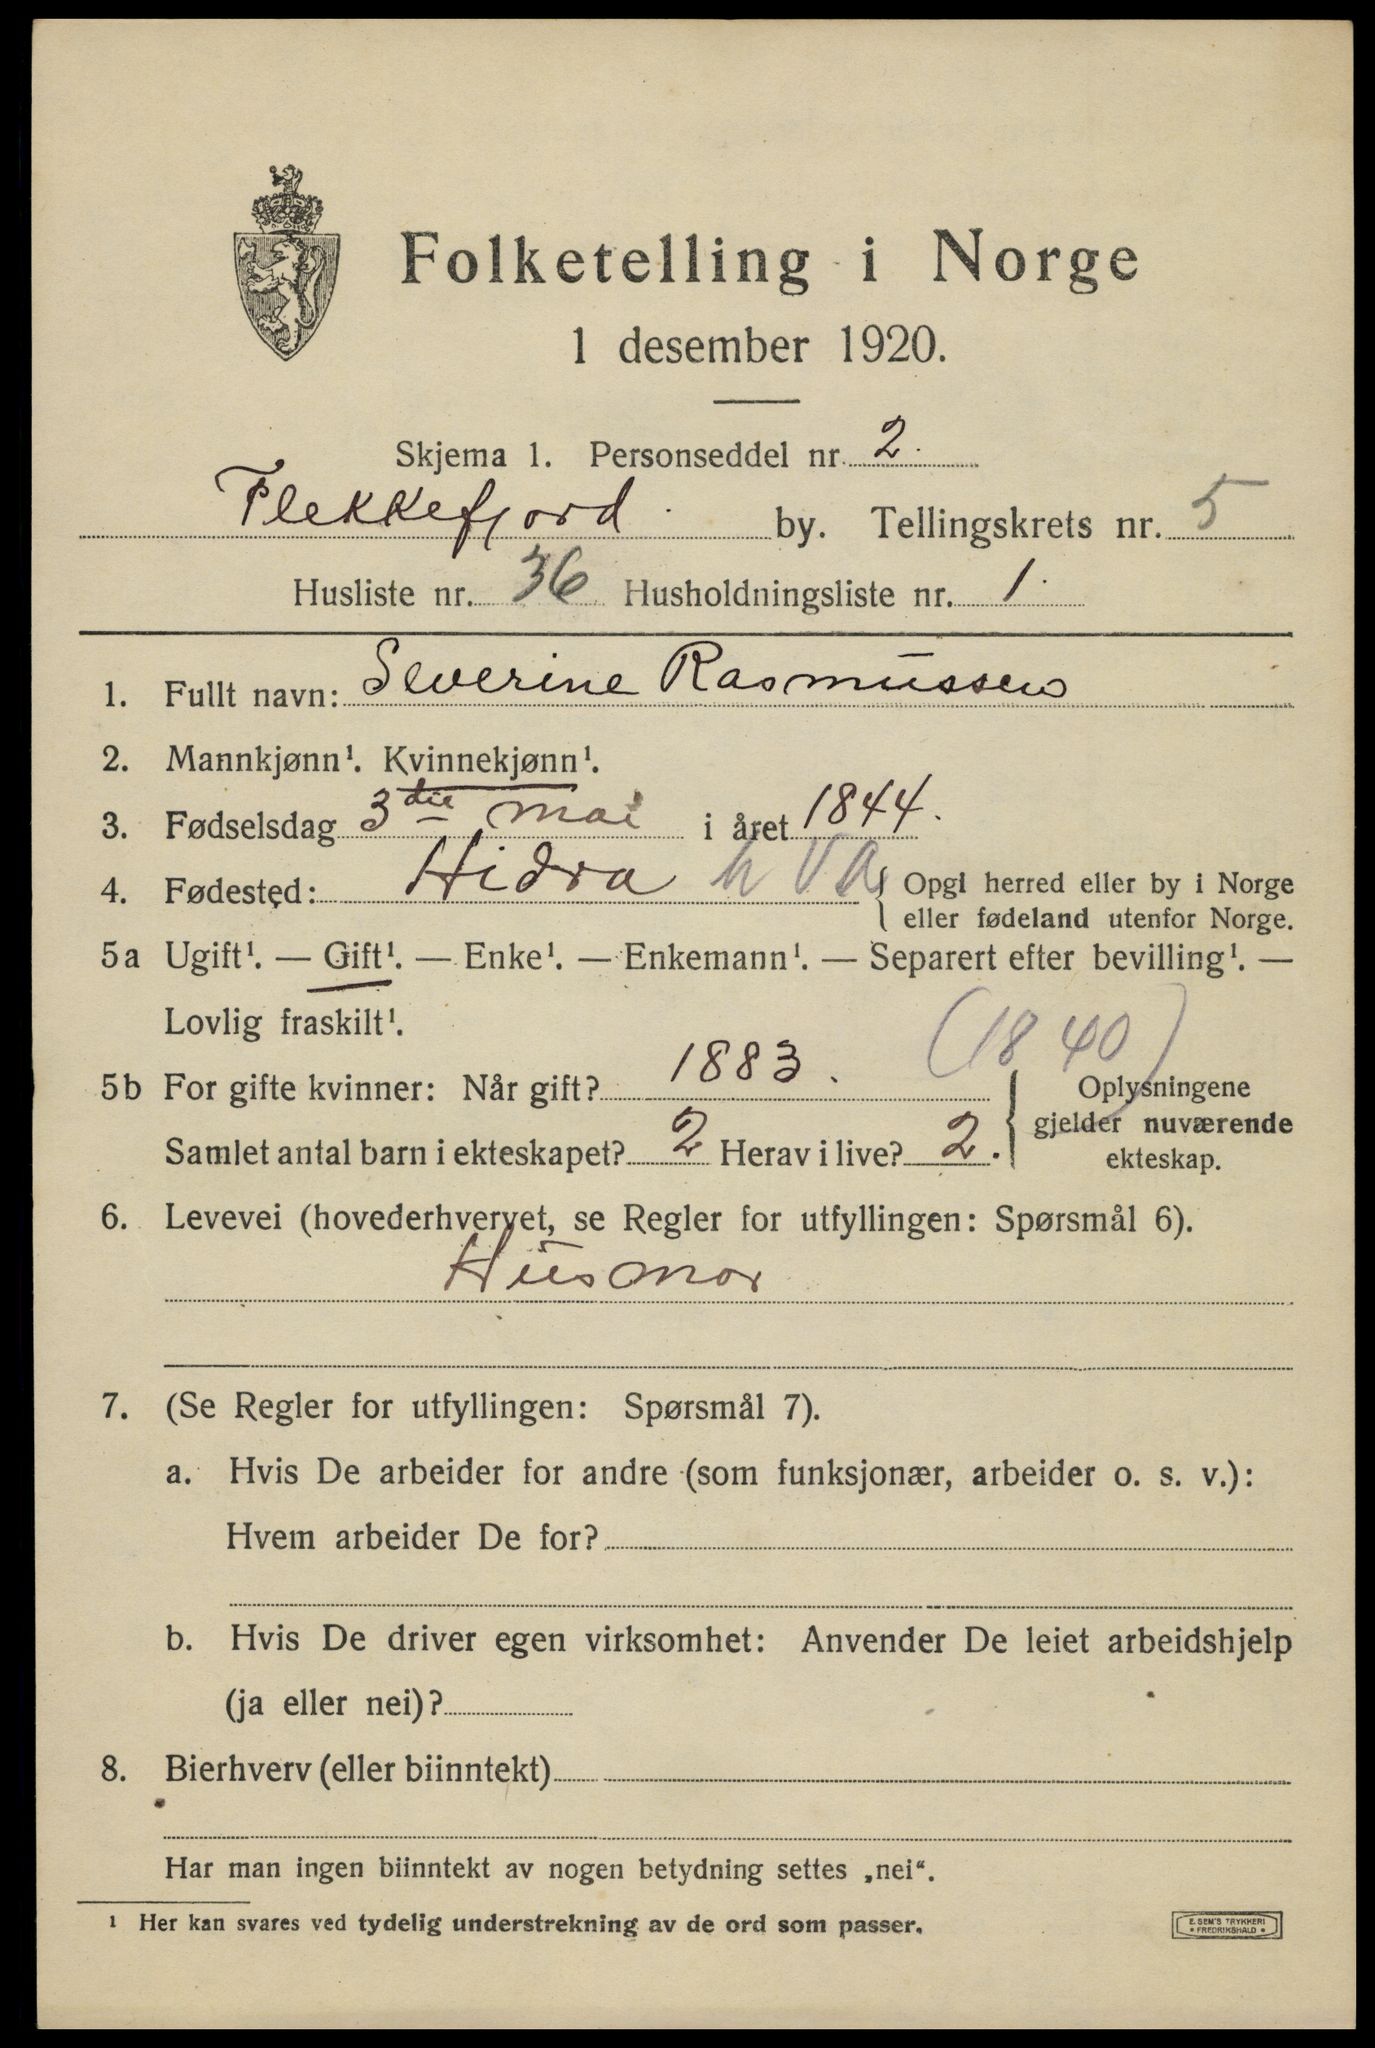 Folketelling i Norge
1 desember 1920.
Skjema 1. Personseddel nr. 2.
Flekkefjord by. Tellingskrets nr. 5
Husliste nr. 36 Husholdningsliste nr. 1.
1. Fullt navn: Severine Rasmussen
2. Mannkjønn¹. Kvinnekjønn¹.
3. Fødselsdag 3die mai i året 1844.
4. Fødested: Hidra h V A { Opgi herred eller by i Norge
eller fødeland utenfor Norge.
5a Ugift¹. — Gift¹. — Enke¹. — Enkemann¹. — Separert efter bevilling¹. —
Lovlig fraskilt¹.
(1840)
5b For gifte kvinner: Når gift? 1883. } Oplysningene
gjelder nuværende
Samlet antal barn i ekteskapet? 2 Herav i live? 2. ekteskap.
6. Levevei (hovederhvervet, se Regler for utfyllingen: Spørsmål 6).
Husmor
7. (Se Regler for utfyllingen: Spørsmål 7).
a. Hvis De arbeider for andre (som funksjonær, arbeider o. s. v.):
Hvem arbeider De for?
b. Hvis De driver egen virksomhet: Anvender De leiet arbeidshjelp
(ja eller nei)?
8. Bierhverv (eller biinntekt)
Har man ingen biinntekt av nogen betydning settes „nei“.
¹ Her kan svares ved tydelig understrekning av de ord som passer.
E. SEM'S TRYKKERI
* FREDRIKSHALD *